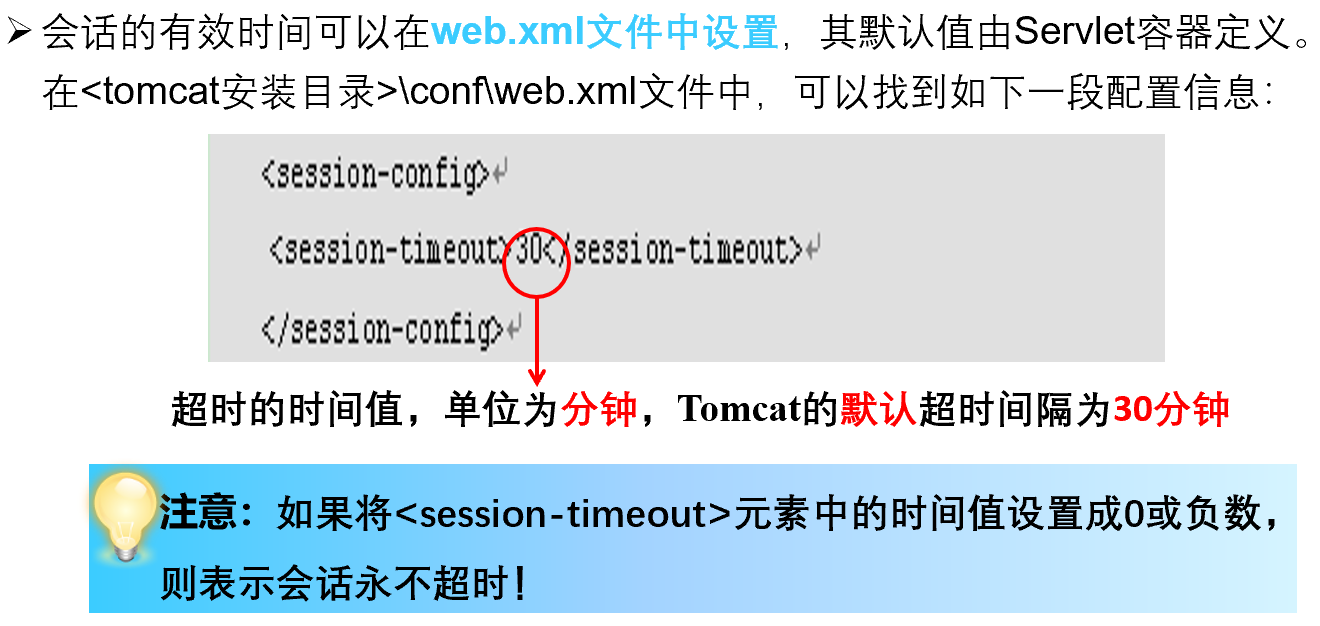 ➢会话的有效时间可以在web.xml文件中设置，其默认值由Servlet容器定义。
在<tomcat安装目录>\conf\web.xml文件中，可以找到如下一段配置信息：
<session-config>↵
<session-timeout>30</session-timeout>↵
</session-config>↵
超时的时间值，单位为分钟，Tomcat的默认超时间隔为30分钟
注意：如果将<session-timeout>元素中的时间值设置成0或负数，
则表示会话永不超时！